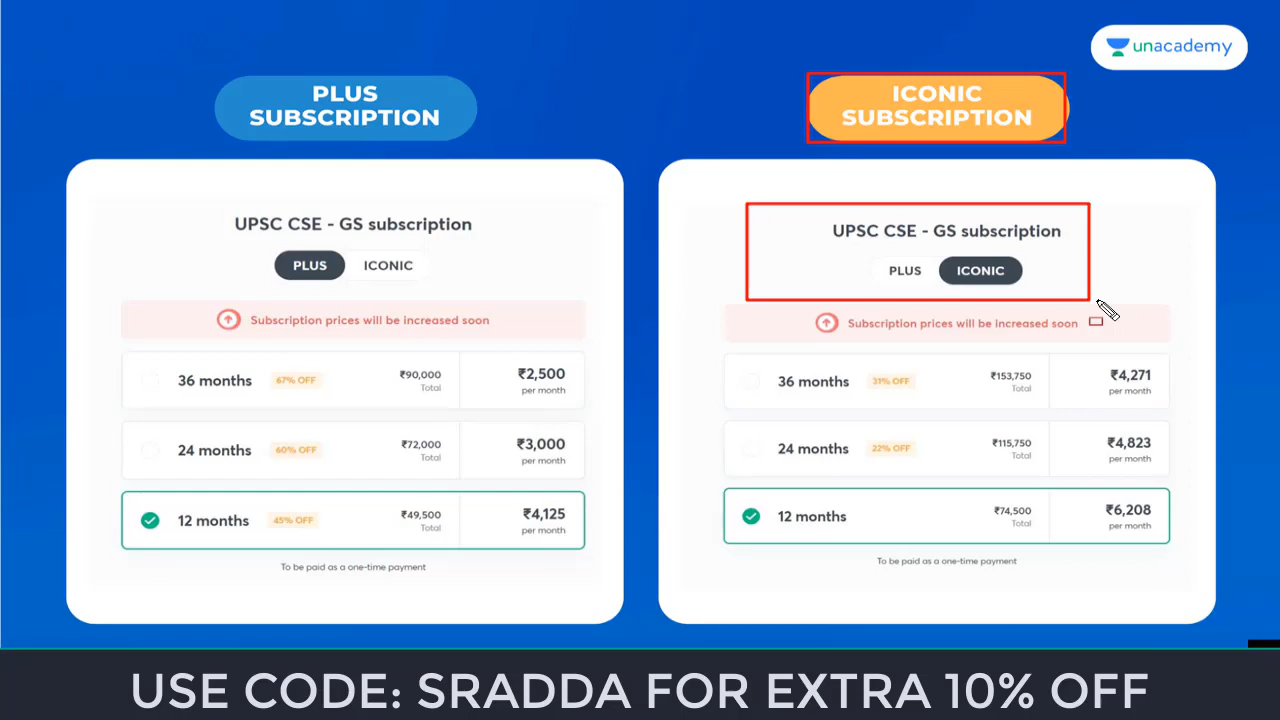 unacademy
PLUS
SUBSCRIPTION
UPSC CSE - GS subscription
PLUS ICONIC
Subscription prices will be increased soon
36 months 67% OFF ₹90,000 Total ₹2,500 per month
24 months 60% OFF ₹72,000 Total ₹3,000 per month
12 months 45% OFF ₹49,500 Total ₹4,125 per month
To be paid as a one-time payment
ICONIC
SUBSCRIPTION
UPSC CSE - GS subscription
PLUS ICONIC
Subscription prices will be increased soon
36 months 31% OFF ₹153,750 Total ₹4,271 per month
24 months 22% OFF ₹115,750 Total ₹4,823 per month
12 months ₹74,500 Total ₹6,208 per month
To be paid as a one-time payment
USE CODE: SRADDA FOR EXTRA 10% OFF